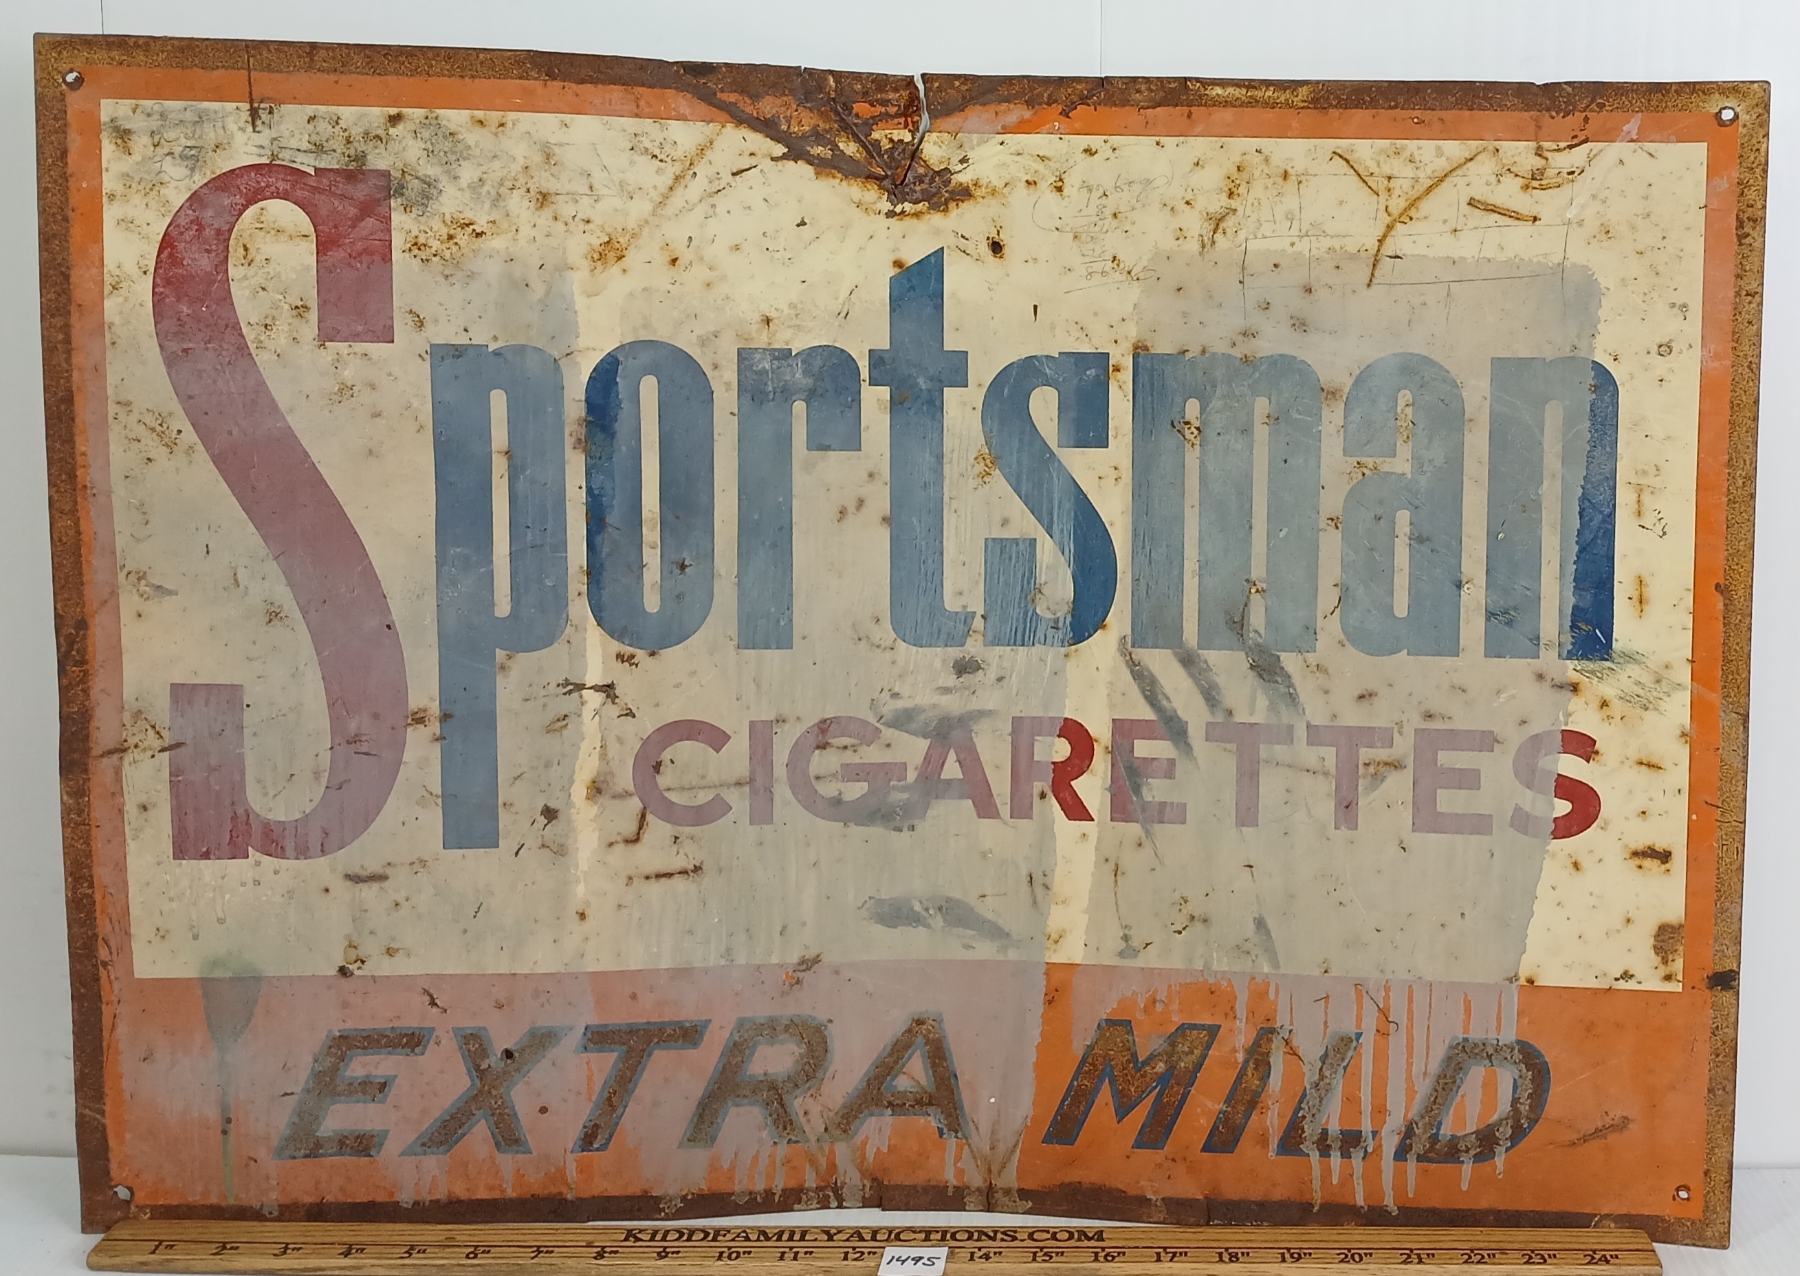 Sportsman
CIGARETTES
EXTRA MILD
KIDDFAMILYAUCTIONS.COM
1" 2" 3" 4" 5" 6" 7" 8" 9" 10" 11" 12" 1495 14" 15" 16" 17" 18" 19" 20" 21" 22" 23" 24"